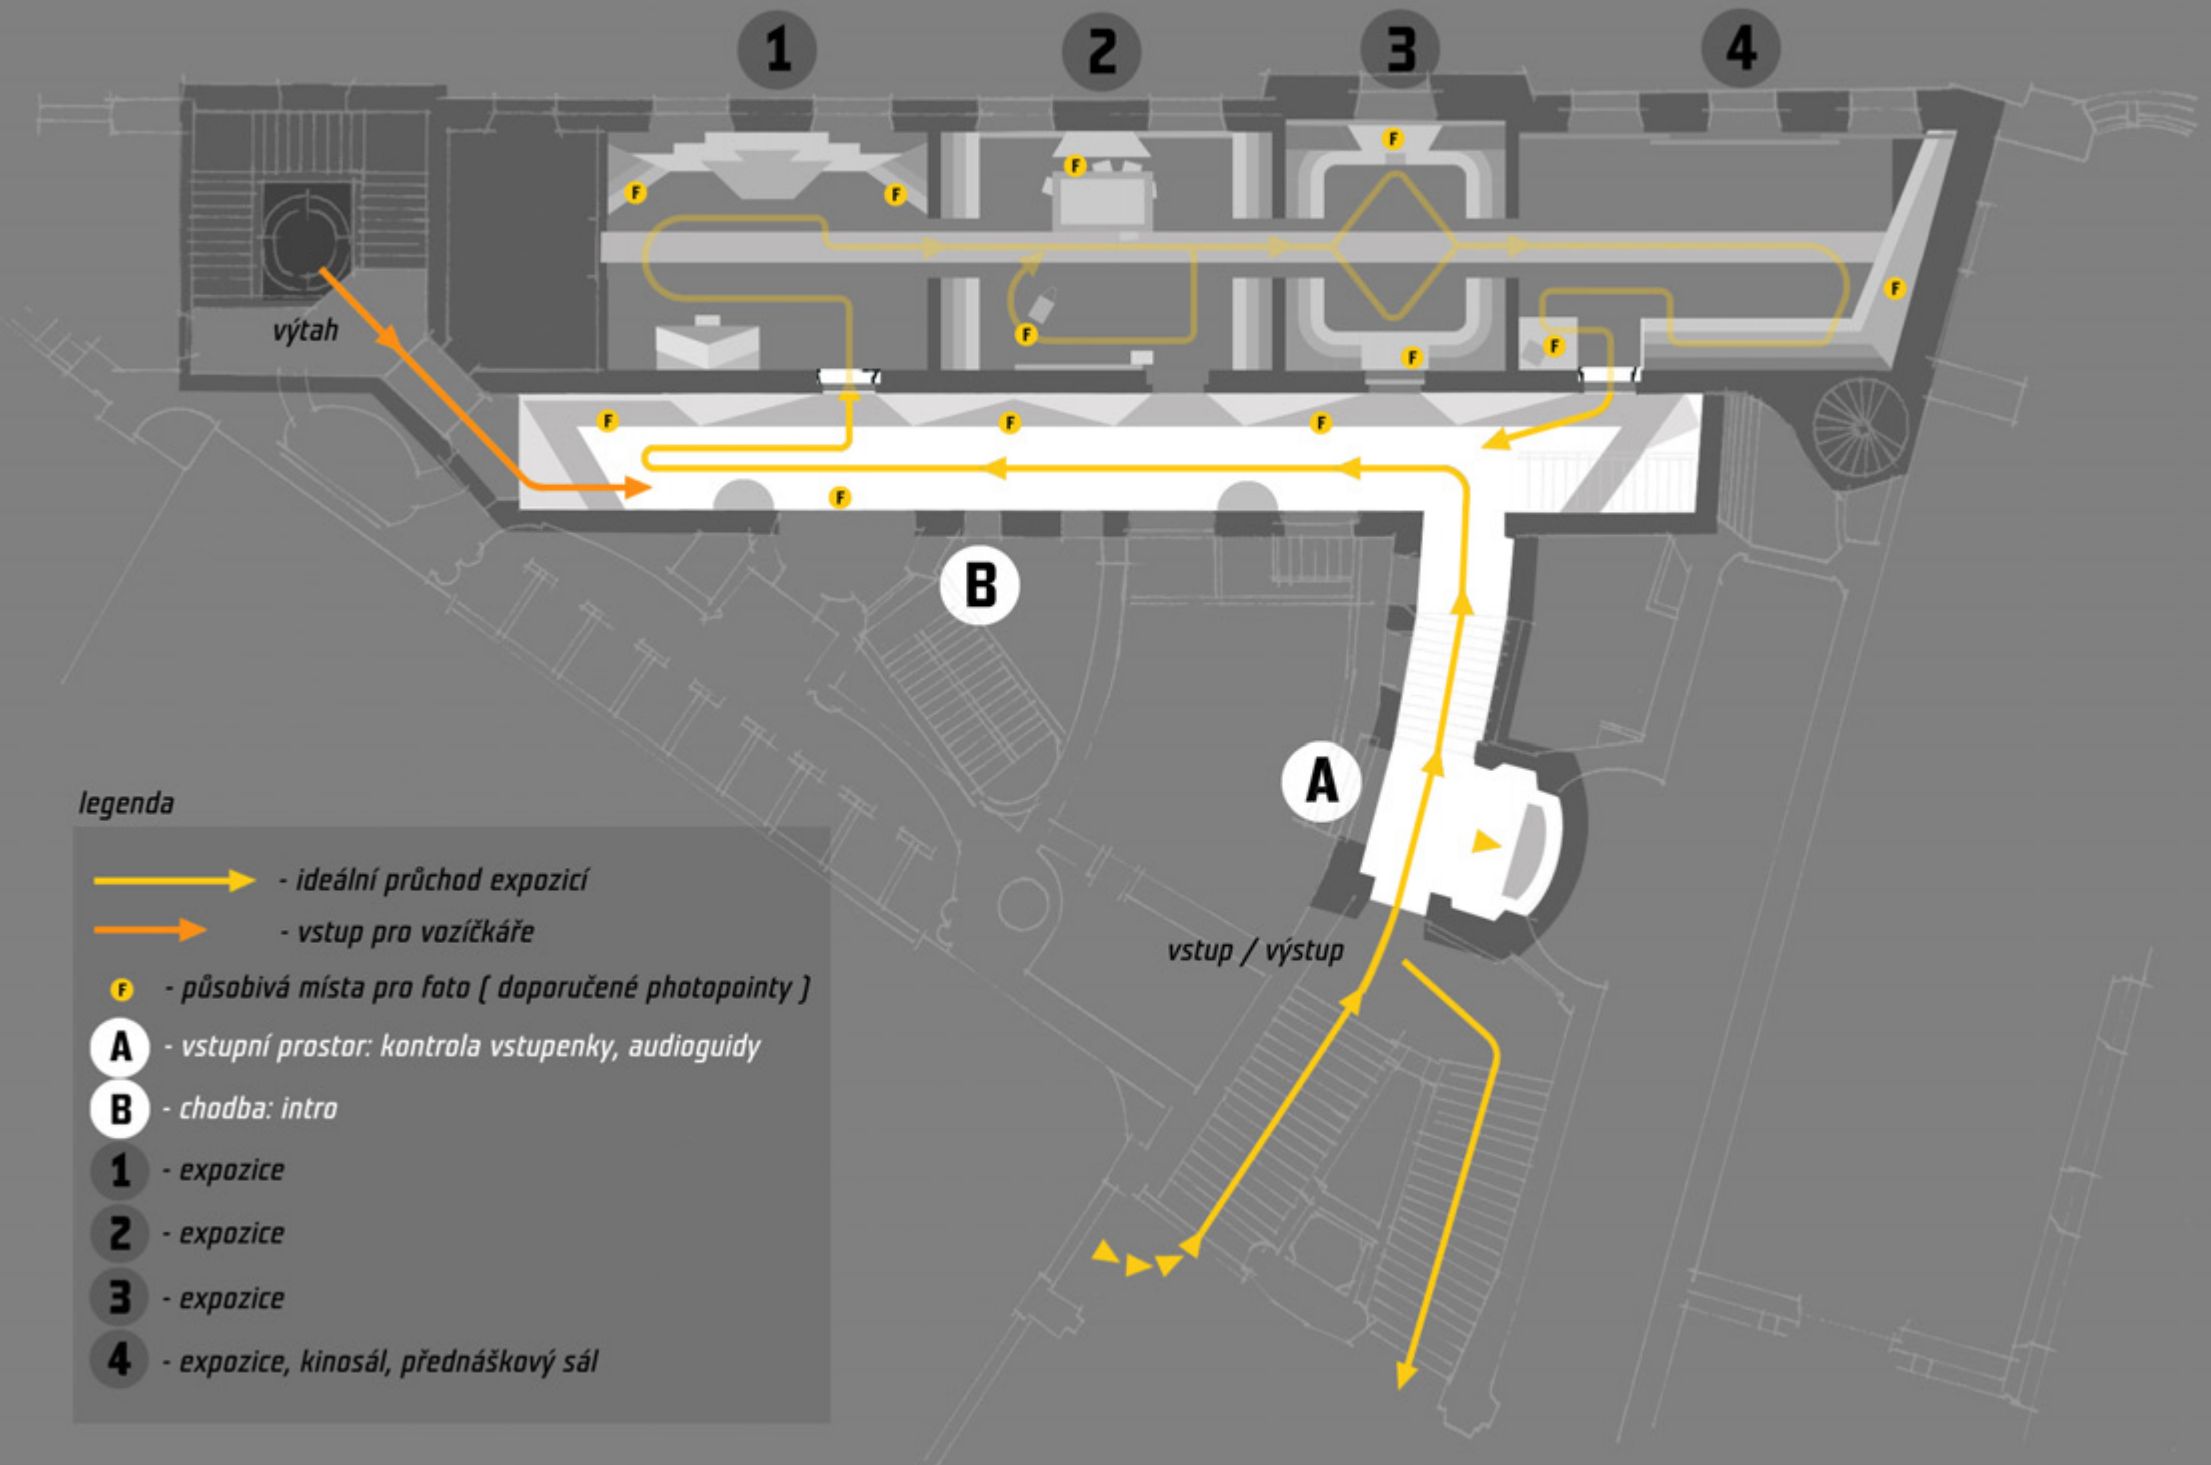 1
2
3
4
F
F
F
F
F
výtah
F
F
F
F
F
F
F
F
B
A
legenda
- ideální průchod expozicí
vstup / výstup
- vstup pro vozíčkáře
F - působivá místa pro foto ( doporučené photopointy )
A - vstupní prostor: kontrola vstupenky, audioguidy
B - chodba: intro
1 - expozice
2 - expozice
3 - expozice
4 - expozice, kinosál, přednáškový sál